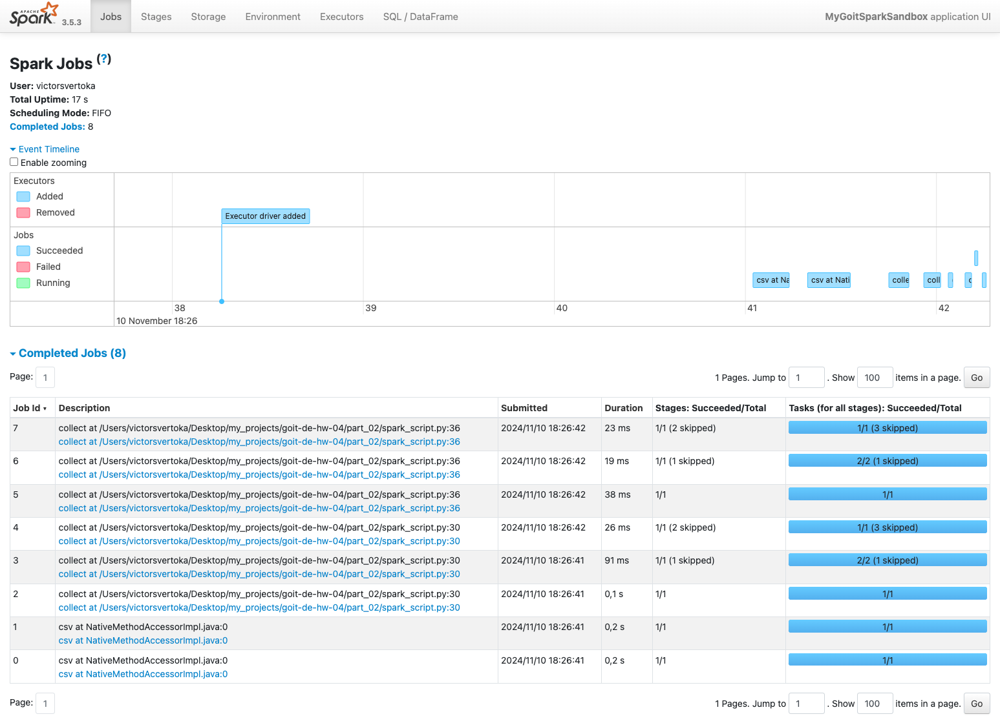 APACHE
Spark 3.5.3 Jobs Stages Storage Environment Executors SQL / DataFrame MyGoitSparkSandbox application UI
Spark Jobs (?)
User: victorsvertoka
Total Uptime: 17 s
Scheduling Mode: FIFO
Completed Jobs: 8
Event Timeline
Enable zooming
Executors
Added
Removed
Executor driver added
Jobs
Succeeded
Failed
Running
csv at Na csv at Nati colle coll
38 39 40 41 42
10 November 18:26
Completed Jobs (8)
Page: 1 1 Pages. Jump to 1 . Show 100 items in a page. Go
Job Id ▾ Description Submitted Duration Stages: Succeeded/Total Tasks (for all stages): Succeeded/Total
7 collect at /Users/victorsvertoka/Desktop/my_projects/goit-de-hw-04/part_02/spark_script.py:36 2024/11/10 18:26:42 23 ms 1/1 (2 skipped) 1/1 (3 skipped)
collect at /Users/victorsvertoka/Desktop/my_projects/goit-de-hw-04/part_02/spark_script.py:36
6 collect at /Users/victorsvertoka/Desktop/my_projects/goit-de-hw-04/part_02/spark_script.py:36 2024/11/10 18:26:42 19 ms 1/1 (1 skipped) 2/2 (1 skipped)
collect at /Users/victorsvertoka/Desktop/my_projects/goit-de-hw-04/part_02/spark_script.py:36
5 collect at /Users/victorsvertoka/Desktop/my_projects/goit-de-hw-04/part_02/spark_script.py:36 2024/11/10 18:26:42 38 ms 1/1 1/1
collect at /Users/victorsvertoka/Desktop/my_projects/goit-de-hw-04/part_02/spark_script.py:36
4 collect at /Users/victorsvertoka/Desktop/my_projects/goit-de-hw-04/part_02/spark_script.py:30 2024/11/10 18:26:42 26 ms 1/1 (2 skipped) 1/1 (3 skipped)
collect at /Users/victorsvertoka/Desktop/my_projects/goit-de-hw-04/part_02/spark_script.py:30
3 collect at /Users/victorsvertoka/Desktop/my_projects/goit-de-hw-04/part_02/spark_script.py:30 2024/11/10 18:26:41 91 ms 1/1 (1 skipped) 2/2 (1 skipped)
collect at /Users/victorsvertoka/Desktop/my_projects/goit-de-hw-04/part_02/spark_script.py:30
2 collect at /Users/victorsvertoka/Desktop/my_projects/goit-de-hw-04/part_02/spark_script.py:30 2024/11/10 18:26:41 0,1 s 1/1 1/1
collect at /Users/victorsvertoka/Desktop/my_projects/goit-de-hw-04/part_02/spark_script.py:30
1 csv at NativeMethodAccessorImpl.java:0 2024/11/10 18:26:41 0,2 s 1/1 1/1
csv at NativeMethodAccessorImpl.java:0
0 csv at NativeMethodAccessorImpl.java:0 2024/11/10 18:26:41 0,2 s 1/1 1/1
csv at NativeMethodAccessorImpl.java:0
Page: 1 1 Pages. Jump to 1 . Show 100 items in a page. Go